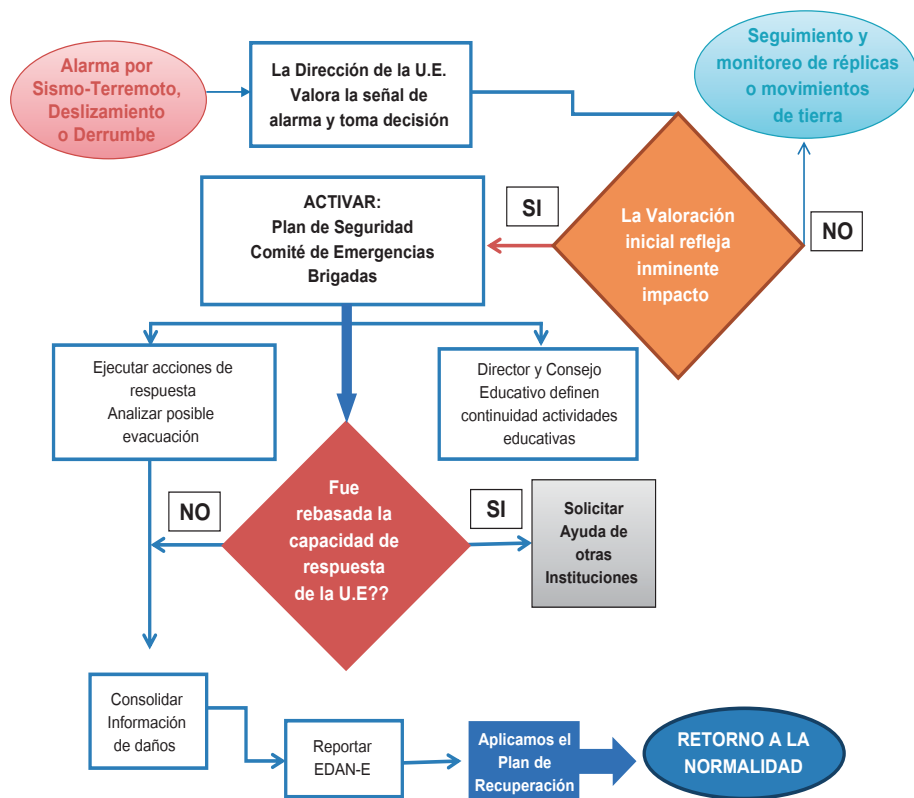 Alarma por
Sismo-Terremoto,
Deslizamiento
o Derrumbe
La Dirección de la U.E.
Valora la señal de
alarma y toma decisión
Seguimiento y
monitoreo de réplicas
o movimientos
de tierra
ACTIVAR:
Plan de Seguridad
Comité de Emergencias
Brigadas
SI
La Valoración
inicial refleja
inminente
impacto
NO
Ejecutar acciones de
respuesta
Analizar posible
evacuación
Director y Consejo
Educativo definen
continuidad actividades
educativas
NO
Fue
rebasada la
capacidad de
respuesta
de la U.E??
SI
Solicitar
Ayuda de
otras
Instituciones
Consolidar
Información
de daños
Reportar
EDAN-E
Aplicamos el
Plan de
Recuperación
RETORNO A LA
NORMALIDAD